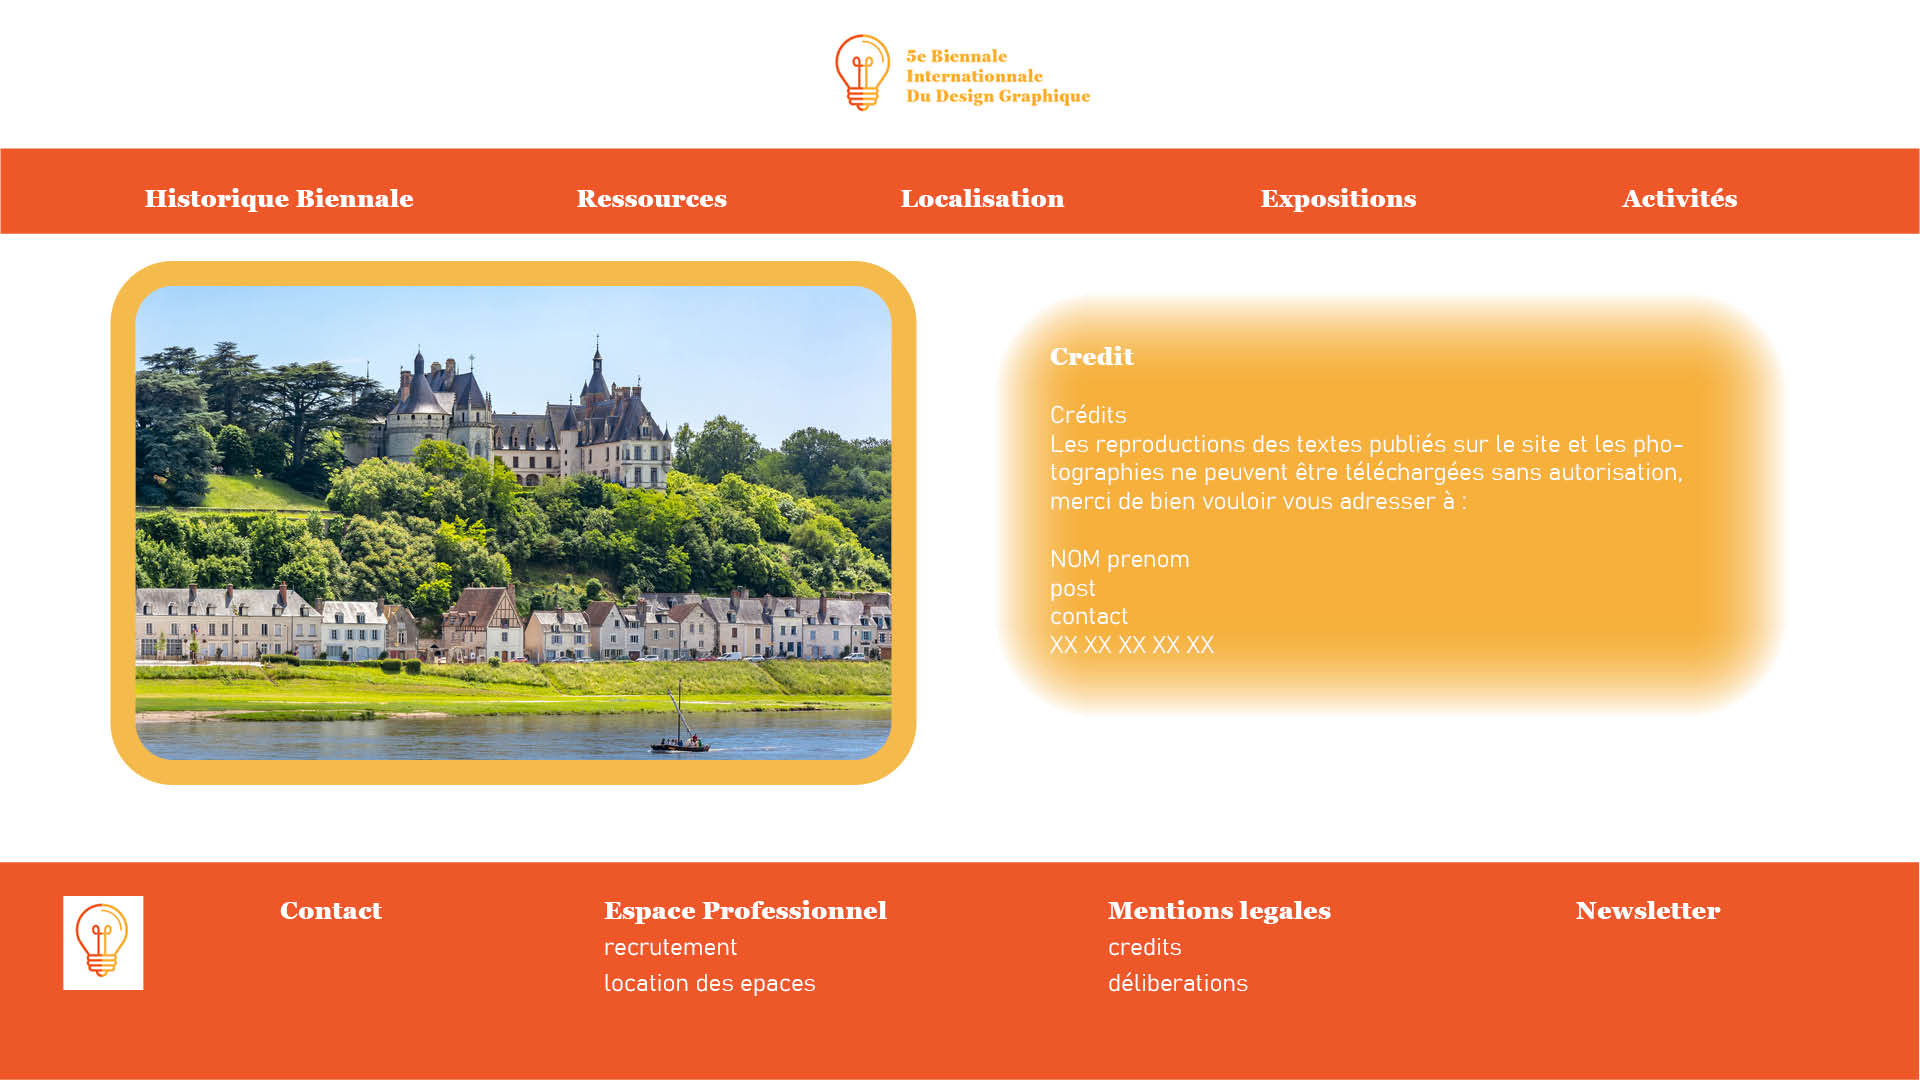 5e Biennale
Internationnale
Du Design Graphique
Historique Biennale
Ressources
Localisation
Expositions
Activités
Credit
Crédits
Les reproductions des textes publiés sur le site et les pho-
tographies ne peuvent être téléchargées sans autorisation,
merci de bien vouloir vous adresser à :
NOM prenom
post
contact
XX XX XX XX XX
Contact
Espace Professionnel
recrutement
location des epaces
Mentions legales
credits
déliberations
Newsletter